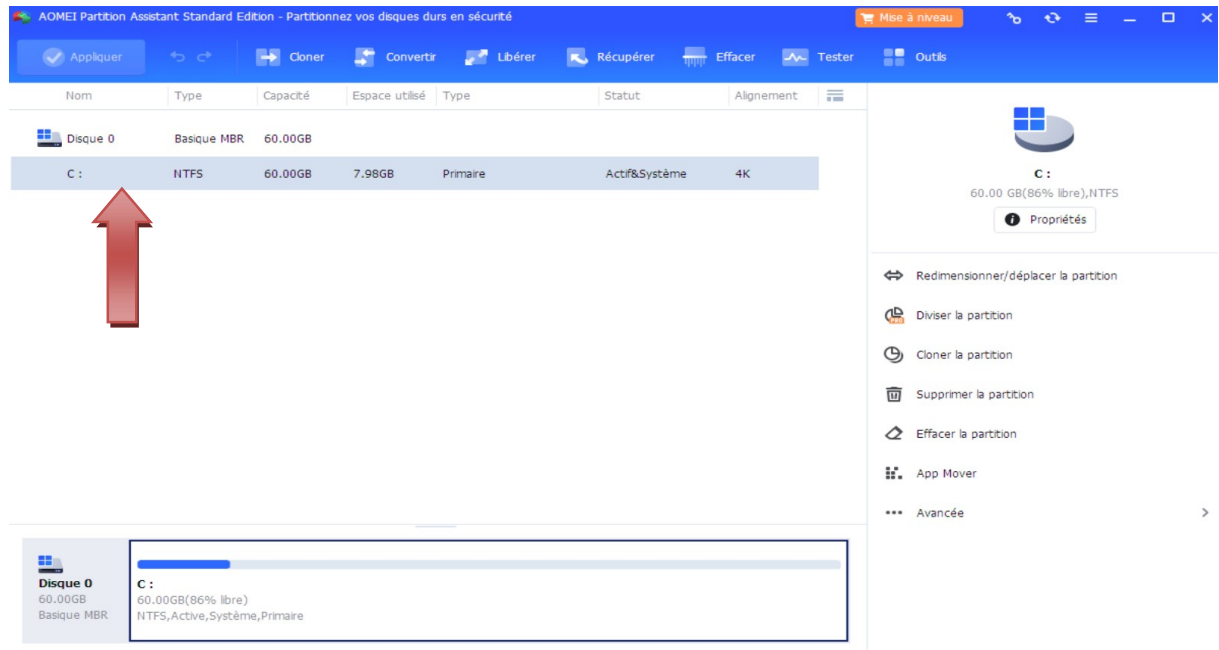 AOMEI Partition Assistant Standard Edition - Partitionnez vos disques durs en sécurité
Mise à niveau
Appliquer Cloner Convertir Libérer Récupérer Effacer Tester Outils
Nom Type Capacité Espace utilisé Type Statut Alignement
Disque 0 Basique MBR 60.00GB
C : NTFS 60.00GB 7.98GB Primaire Actif&Système 4K
C :
60.00 GB(86% libre),NTFS
Propriétés
Redimensionner/déplacer la partition
Diviser la partition
PRO
Cloner la partition
Supprimer la partition
Effacer la partition
App Mover
Avancée
Disque 0
60.00GB
Basique MBR
C :
60.00GB(86% libre)
NTFS,Active,Système,Primaire